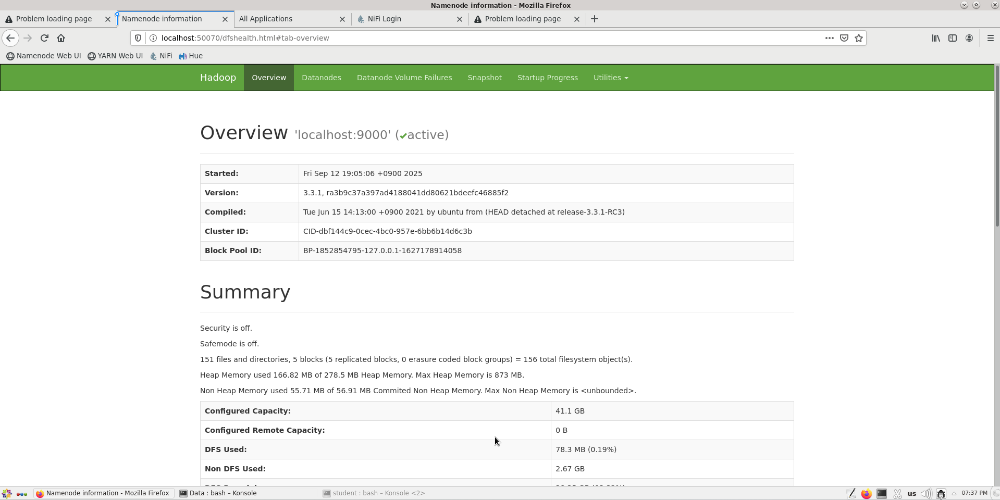 Namenode information - Mozilla Firefox
Problem loading page
Namenode information
All Applications
NiFi Login
Problem loading page
localhost:50070/dfshealth.html#tab-overview
Namenode Web UI
YARN Web UI
NiFi
Hue
Hadoop
Overview
Datanodes
Datanode Volume Failures
Snapshot
Startup Progress
Utilities
Overview 'localhost:9000' (✔active)
Started: Fri Sep 12 19:05:06 +0900 2025
Version: 3.3.1, ra3b9c37a397ad4188041dd80621bdeefc46885f2
Compiled: Tue Jun 15 14:13:00 +0900 2021 by ubuntu from (HEAD detached at release-3.3.1-RC3)
Cluster ID: CID-dbf144c9-0cec-4bc0-957e-6bb6b14d6c3b
Block Pool ID: BP-1852854795-127.0.0.1-1627178914058
Summary
Security is off.
Safemode is off.
151 files and directories, 5 blocks (5 replicated blocks, 0 erasure coded block groups) = 156 total filesystem object(s).
Heap Memory used 166.82 MB of 278.5 MB Heap Memory. Max Heap Memory is 873 MB.
Non Heap Memory used 55.71 MB of 56.91 MB Commited Non Heap Memory. Max Non Heap Memory is <unbounded>.
Configured Capacity: 41.1 GB
Configured Remote Capacity: 0 B
DFS Used: 78.3 MB (0.19%)
Non DFS Used: 2.67 GB
Namenode information - Mozilla Firefox
Data : bash – Konsole
student : bash – Konsole <2>
us
07:37 PM